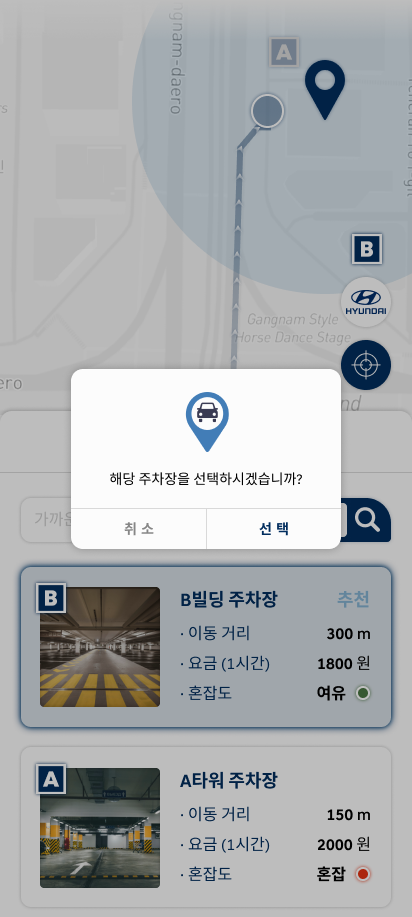 gnam-daero
A
B
HYUNDAI
Gangnam Style
Horse Dance Stage
ero
nd
해당 주차장을 선택하시겠습니까?
취 소
선 택
가까운
B
B빌딩 주차장
추천
· 이동 거리
300 m
· 요금 (1시간)
1800 원
· 혼잡도
여유
A
A타워 주차장
· 이동 거리
150 m
· 요금 (1시간)
2000 원
· 혼잡도
혼잡